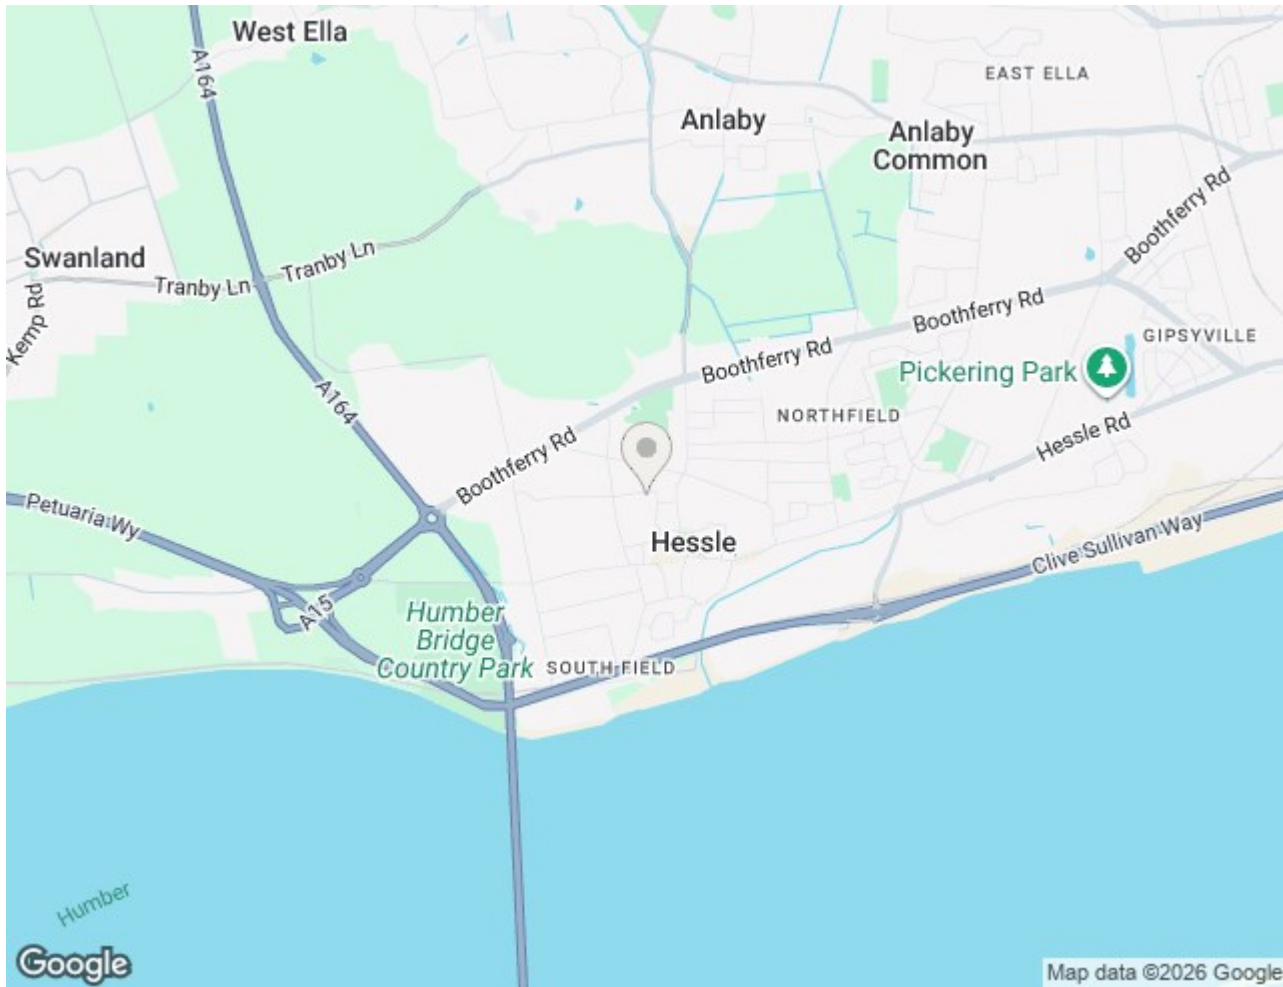 West Ella
A164
EAST ELLA
Anlaby
Anlaby
Common
Boothferry Rd
Swanland
Tranby Ln
Tranby Ln
Kemp Rd
Boothferry Rd
GIPSYVILLE
Boothferry Rd
Pickering Park
A164
NORTHFIELD
Hessle Rd
Boothferry Rd
Petuaria Wy
Hessle
Clive Sullivan Way
A15
Humber
Bridge
Country Park
SOUTH FIELD
Humber
Google
Map data ©2026 Google